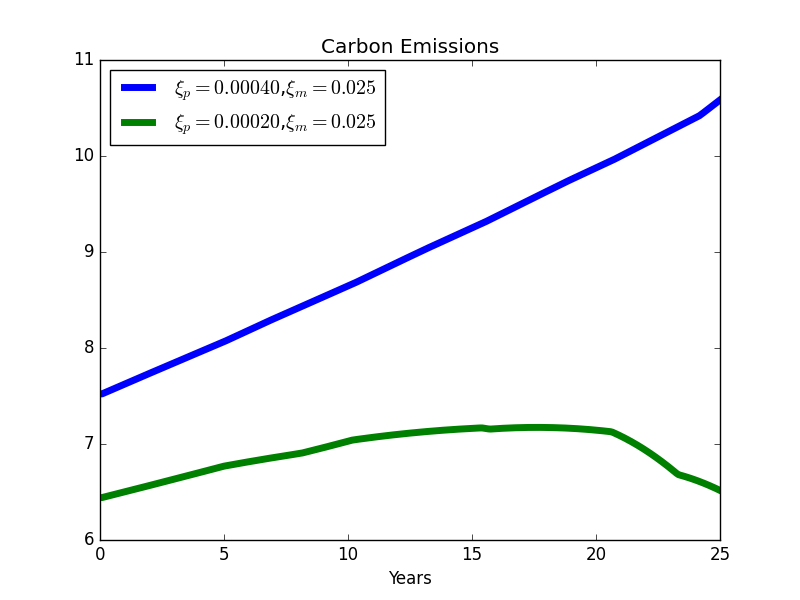 Carbon Emissions
11
10
9
8
7
6
ξₚ = 0.00040,ξₘ = 0.025
ξₚ = 0.00020,ξₘ = 0.025
0 5 10 15 20 25
Years